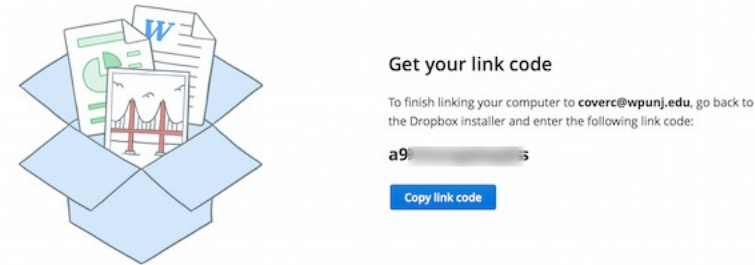 W
Get your link code
To finish linking your computer to coverc@wpunj.edu, go back to
the Dropbox installer and enter the following link code:
Copy link code